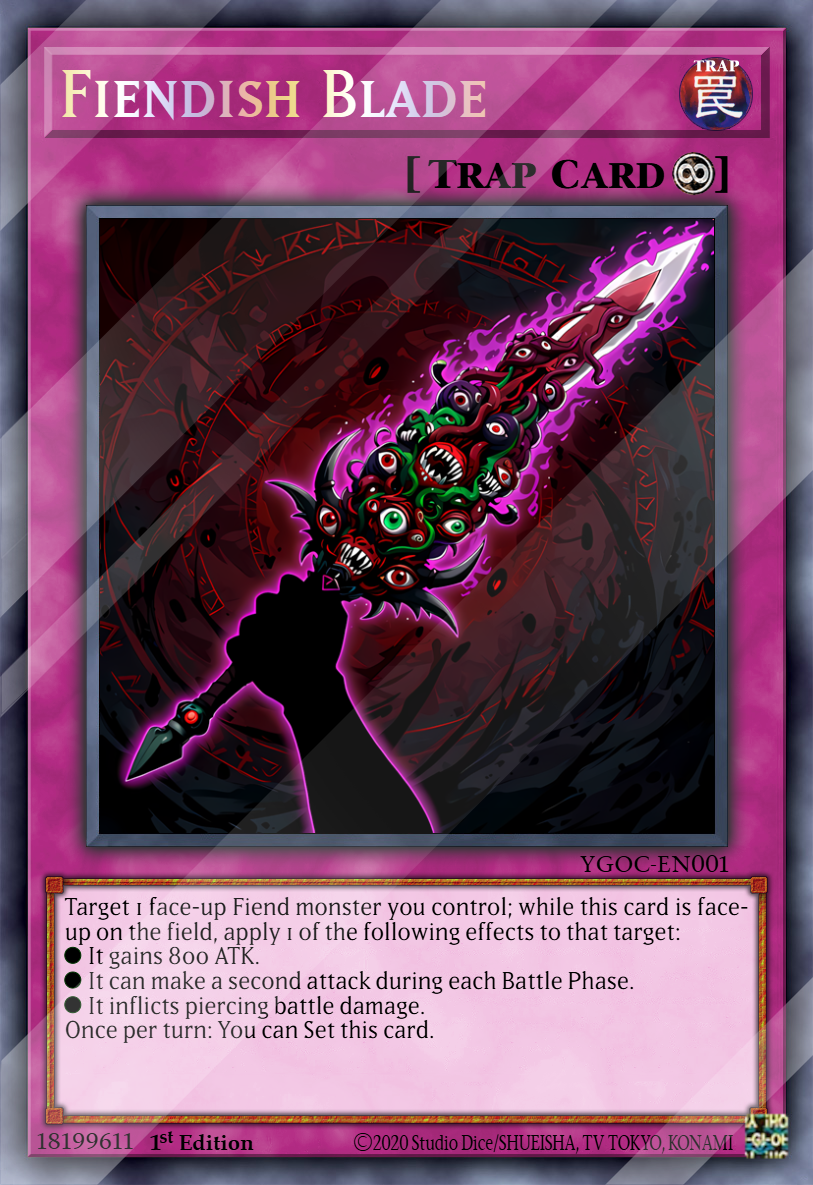 Fiendish Blade
TRAP
罠
[ Trap Card ]
YGOC-EN001
Target 1 face-up Fiend monster you control; while this card is face-
up on the field, apply 1 of the following effects to that target:
● It gains 800 ATK.
● It can make a second attack during each Battle Phase.
● It inflicts piercing battle damage.
Once per turn: You can Set this card.
18199611 1st Edition ©2020 Studio Dice/SHUEISHA, TV TOKYO, KONAMI